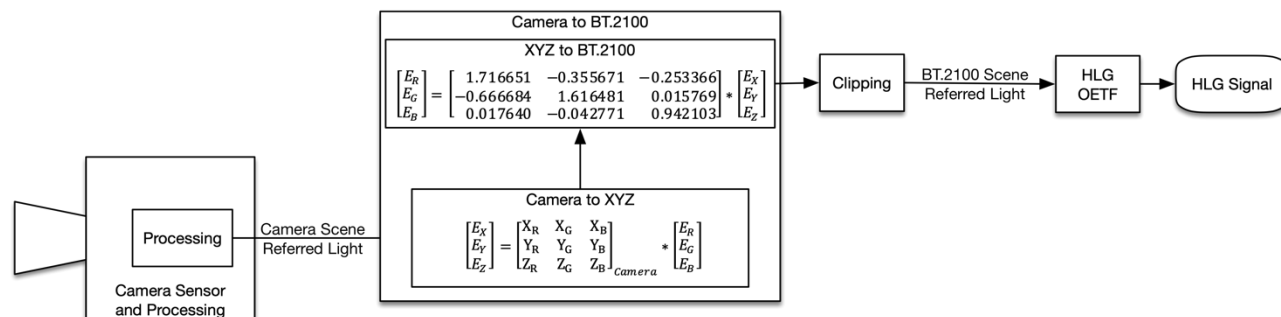 Camera to BT.2100
XYZ to BT.2100
[E_R] [1.716651 −0.355671 −0.253366] [E_X]
[E_G] = [−0.666684 1.616481 0.015769] * [E_Y]
[E_B] [0.017640 −0.042771 0.942103] [E_Z]
Clipping
BT.2100 Scene
Referred Light
HLG
OETF
HLG Signal
Camera to XYZ
[E_X] [X_R X_G X_B] [E_R]
[E_Y] = [Y_R Y_G Y_B] * [E_G]
[E_Z] [Z_R Z_G Z_B]_Camera [E_B]
Processing
Camera Scene
Referred Light
Camera Sensor
and Processing